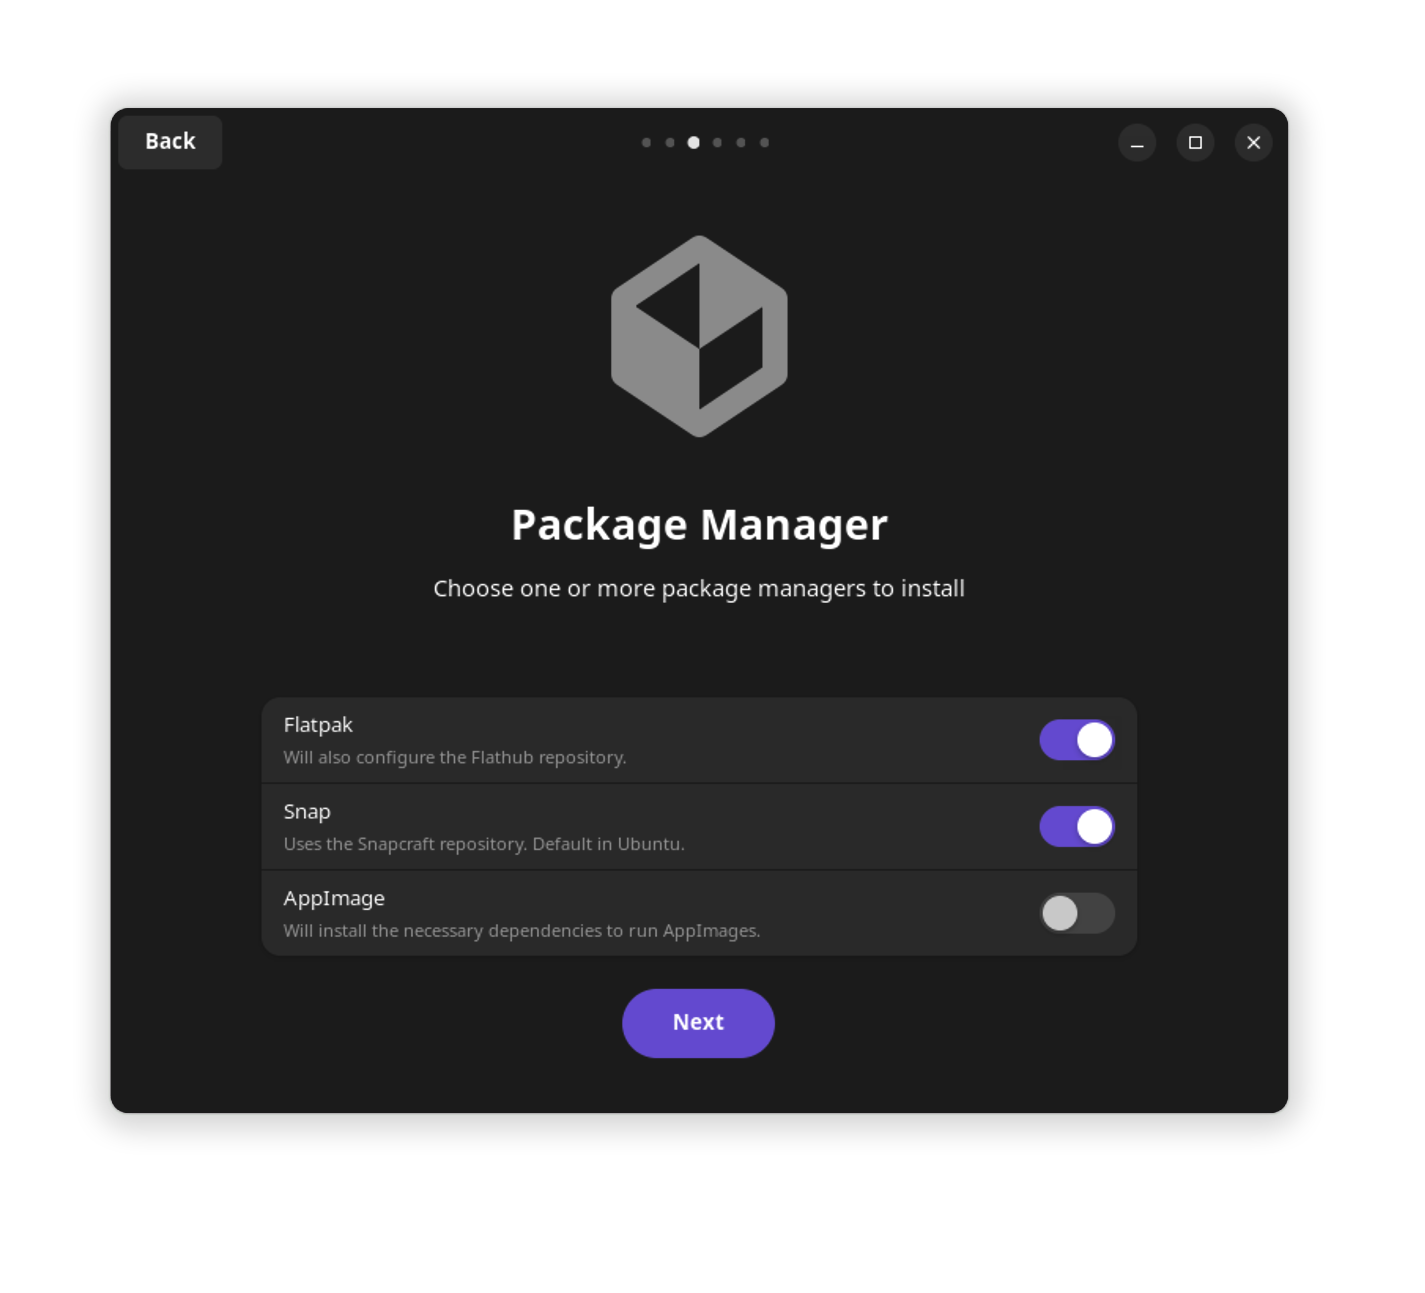 Back
Package Manager
Choose one or more package managers to install
Flatpak
Will also configure the Flathub repository.
Snap
Uses the Snapcraft repository. Default in Ubuntu.
AppImage
Will install the necessary dependencies to run AppImages.
Next